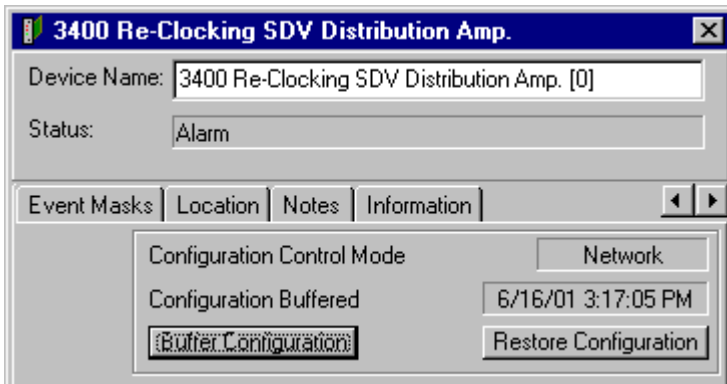 3400 Re-Clocking SDV Distribution Amp.
Device Name: 3400 Re-Clocking SDV Distribution Amp. [0]
Status: Alarm
Event Masks Location Notes Information
Configuration Control Mode Network
Configuration Buffered 6/16/01 3:17:05 PM
Buffer Configuration Restore Configuration